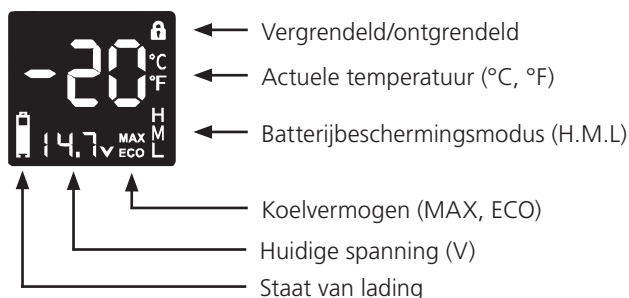 -20
°C
°F
H
M
L
14.7v
MAX
ECO
Vergrendeld/ontgrendeld
Actuele temperatuur (°C, °F)
Batterijbeschermingsmodus (H.M.L)
Koelvermogen (MAX, ECO)
Huidige spanning (V)
Staat van lading